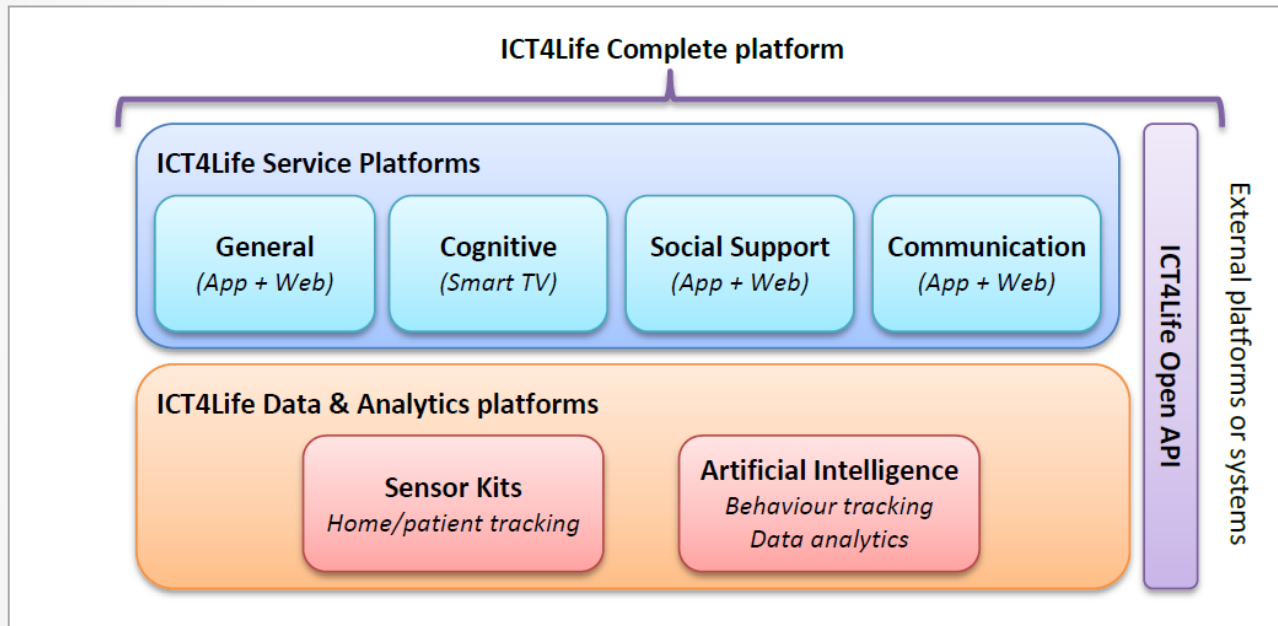 ICT4Life Complete platform
ICT4Life Service Platforms
General
(App + Web)
Cognitive
(Smart TV)
Social Support
(App + Web)
Communication
(App + Web)
ICT4Life Data & Analytics platforms
Sensor Kits
Home/patient tracking
Artificial Intelligence
Behaviour tracking
Data analytics
ICT4Life Open API
External platforms or systems